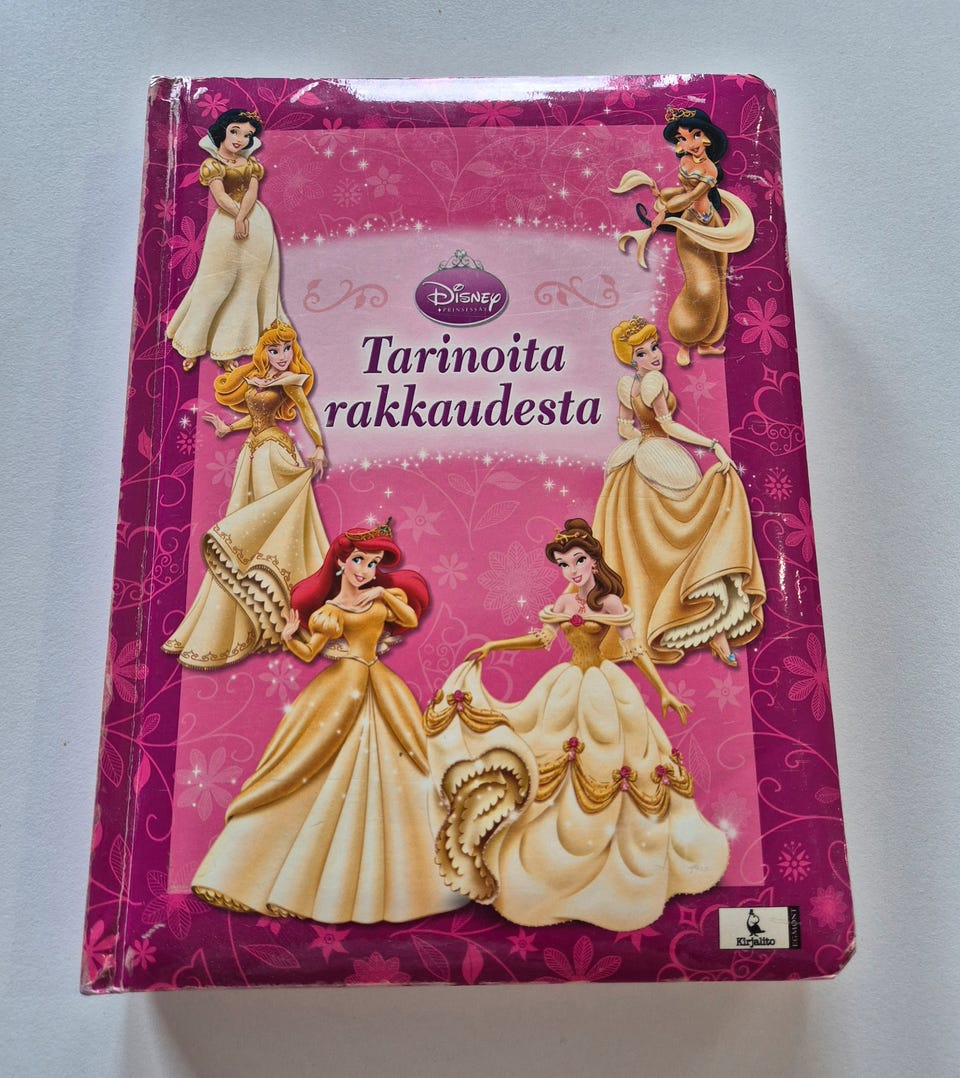 Disney
PRINSESSAT
Tarinoita
rakkaudesta
Kirjalito
EGMONT